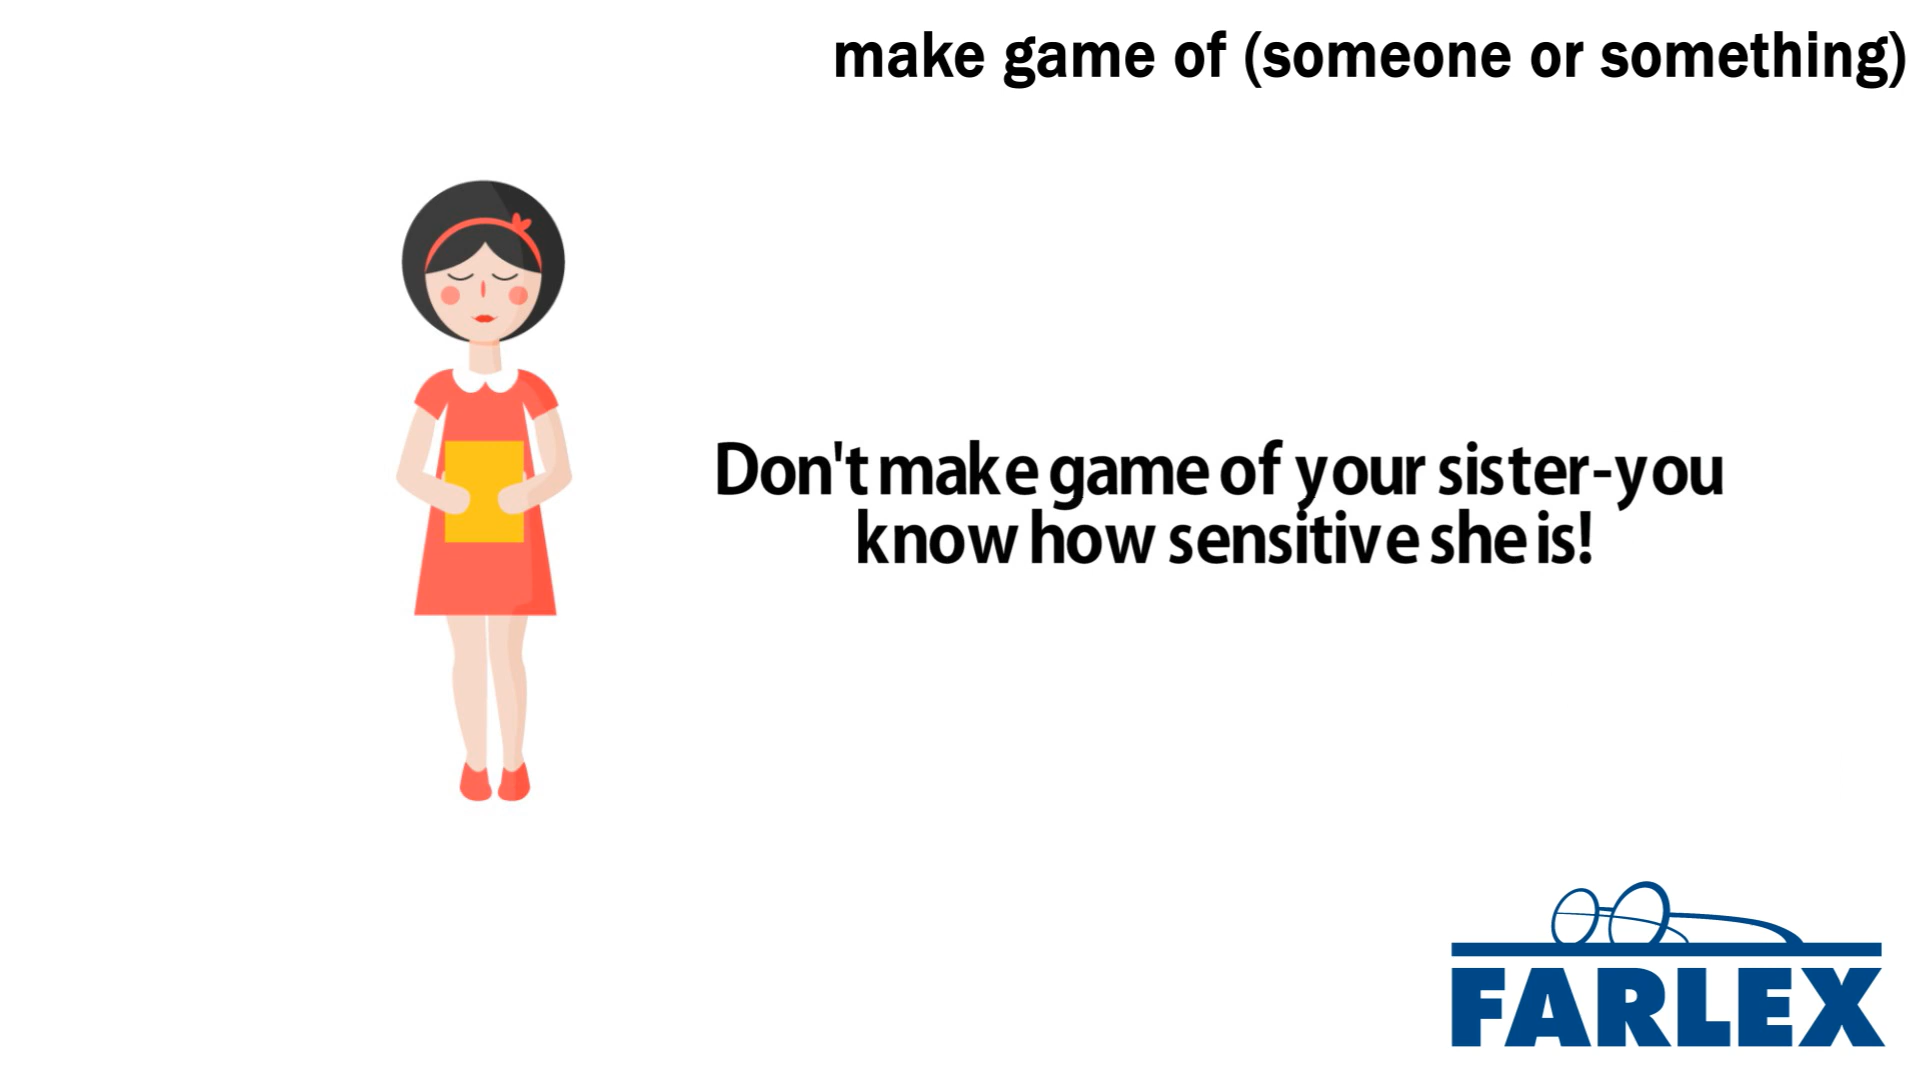 make game of (someone or something)
Don't make game of your sister-you
know how sensitive she is!
FARLEX